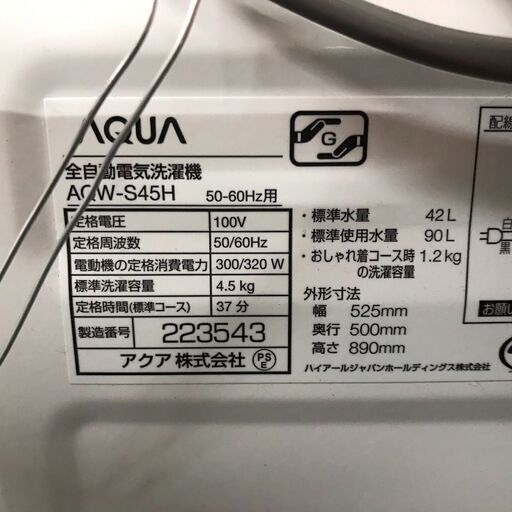 AQUA
G
全自動電気洗濯機
AQW-S45H 50-60Hz用
定格電圧 100V
定格周波数 50/60Hz
電動機の定格消費電力 300/320 W
標準洗濯容量 4.5 kg
定格時間(標準コース) 37 分
製造番号 223543
アクア 株式会社 PSE
・標準水量 42 L
・標準使用水量 90 L
・おしゃれ着コース時 1.2 kg
の洗濯容量
外形寸法
幅 525mm
奥行 500mm
高さ 890mm
ハイアールジャパンホールディングス株式会社
配線
白
黒
お願い